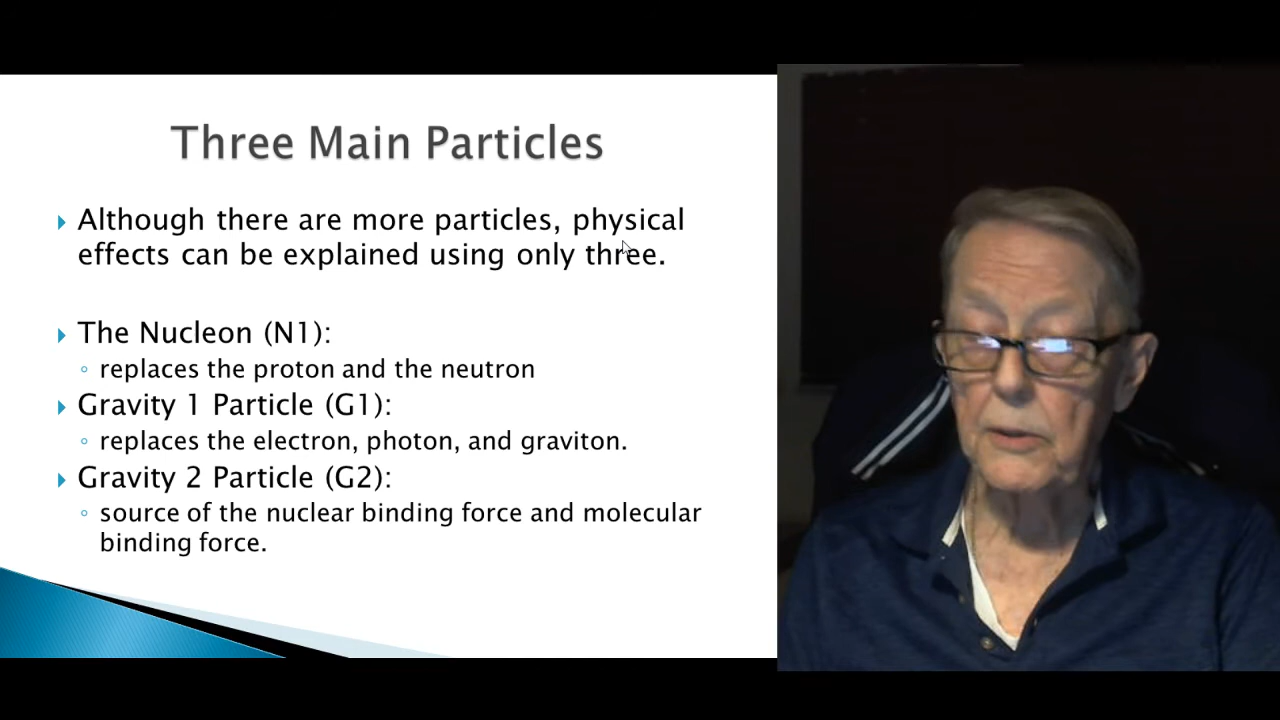 Three Main Particles
Although there are more particles, physical
effects can be explained using only three.
The Nucleon (N1):
replaces the proton and the neutron
Gravity 1 Particle (G1):
replaces the electron, photon, and graviton.
Gravity 2 Particle (G2):
source of the nuclear binding force and molecular
binding force.